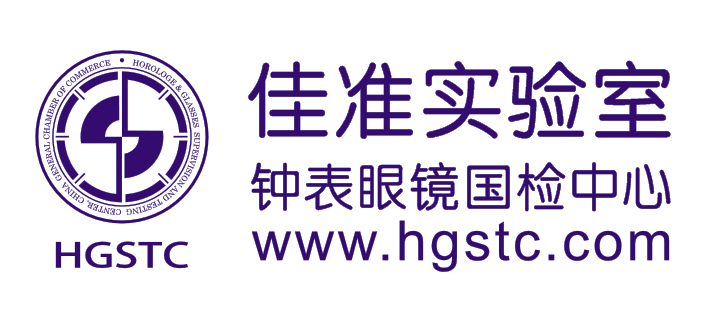 HOROLOGE & GLASSES SUPERVISION AND TESTING CENTER, CHINA GENERAL CHAMBER OF COMMERCE •
HGSTC
佳准实验室
钟表眼镜国检中心
www.hgstc.com